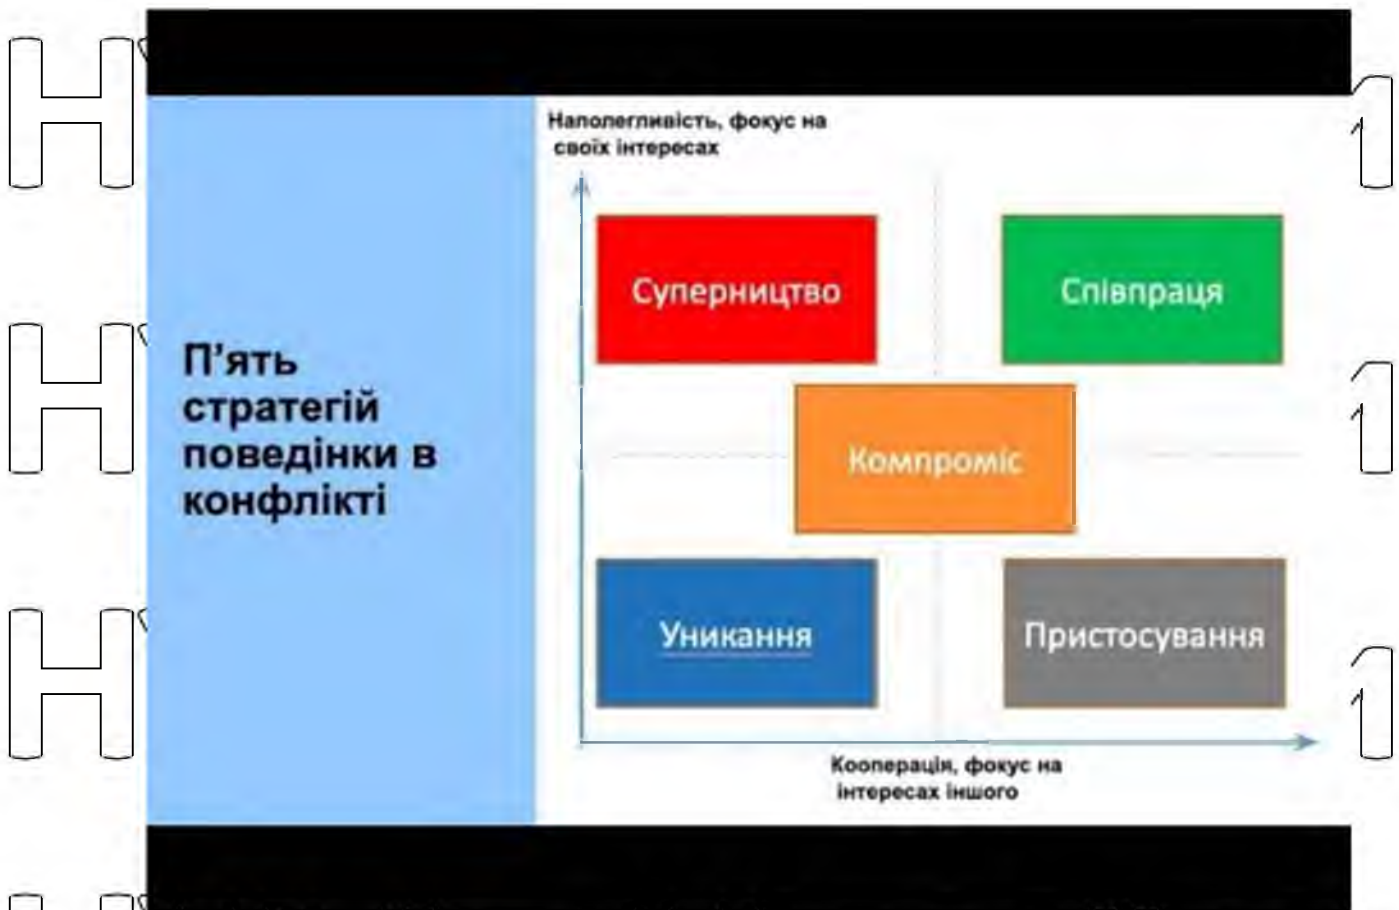 П’ять
стратегій
поведінки в
конфлікті
Наполегливість, фокус на
своїх інтересах
Суперництво
Співпраця
Компроміс
Уникання
Пристосування
Кооперація, фокус на
інтересах іншого